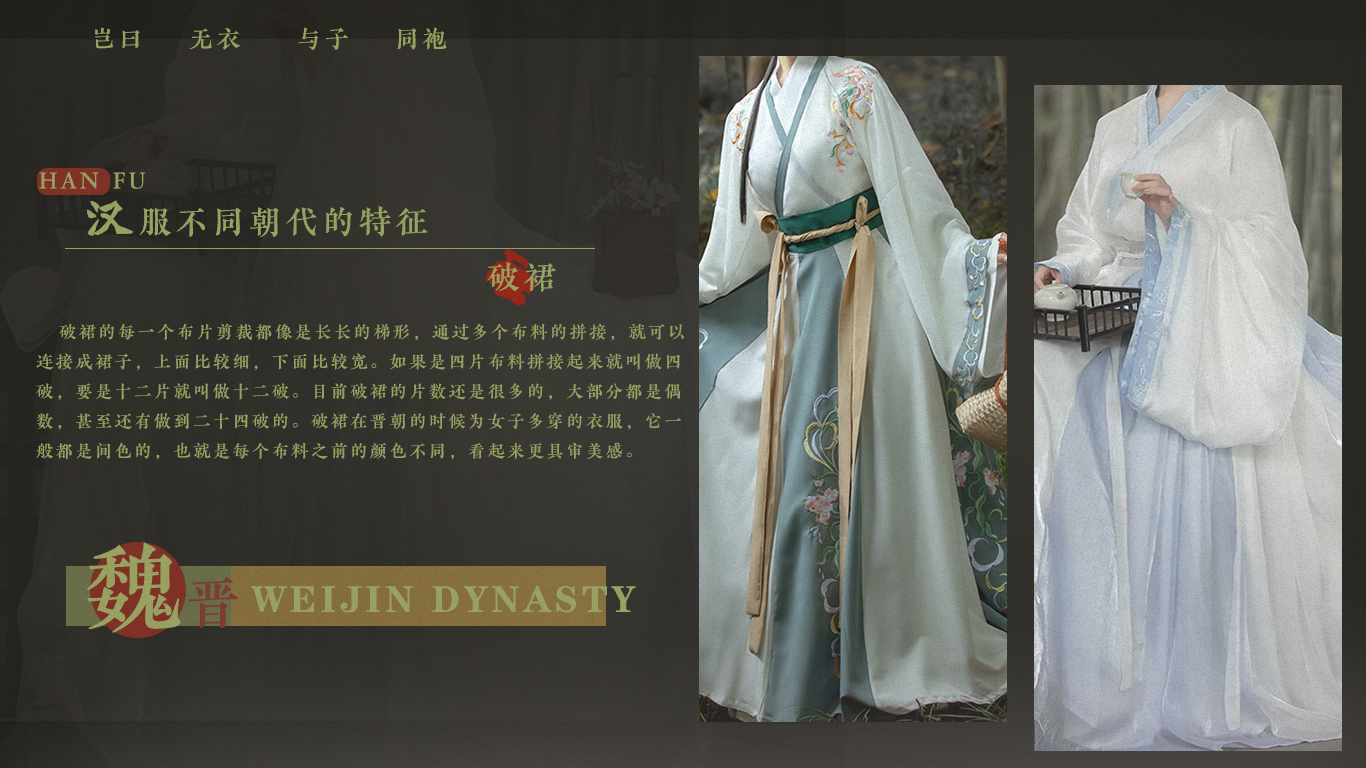 岂曰 无衣 与子 同袍
HAN FU
汉服不同朝代的特征
破裙
破裙的每一个布片剪裁都像是长长的梯形，通过多个布料的拼接，就可以
连接成裙子，上面比较细，下面比较宽。如果是四片布料拼接起来就叫做四
破，要是十二片就叫做十二破。目前破裙的片数还是很多的，大部分都是偶
数，甚至还有做到二十四破的。破裙在晋朝的时候为女子多穿的衣服，它一
般都是间色的，也就是每个布料之前的颜色不同，看起来更具审美感。
魏晋 WEIJIN DYNASTY